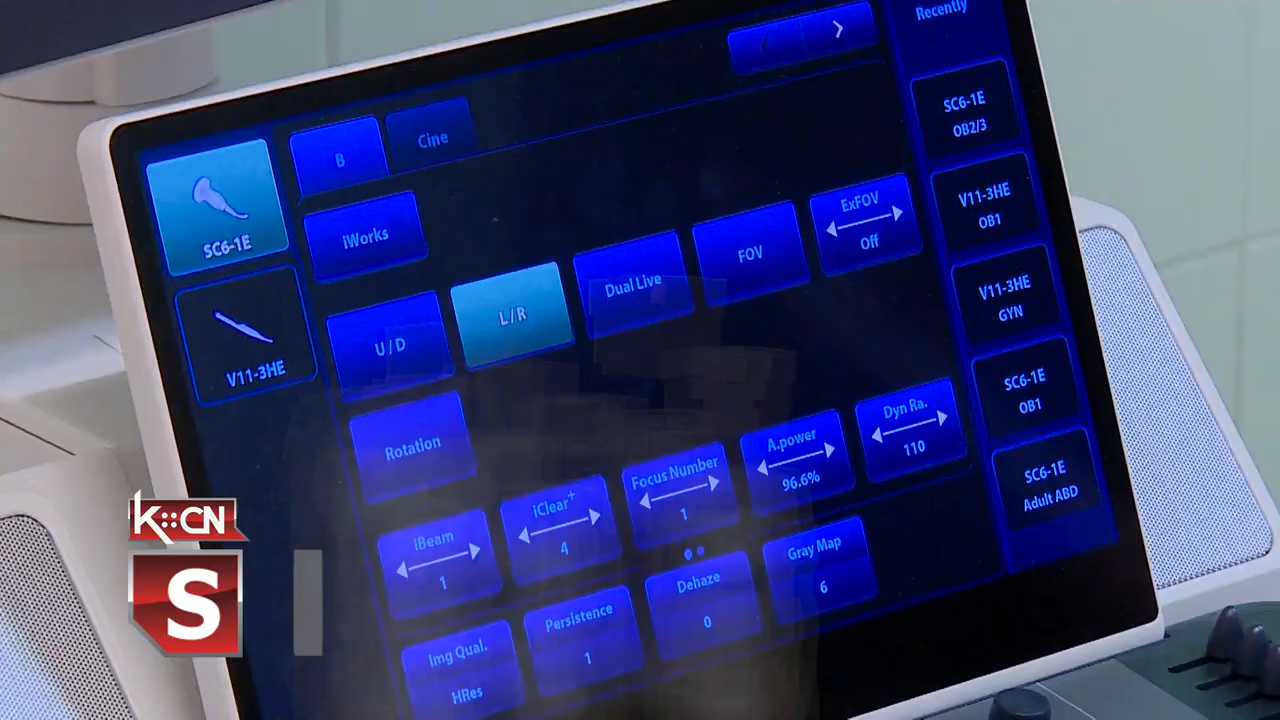 Recently
SC6-1E
OB2/3
V11-3HE
OB1
V11-3HE
GYN
SC6-1E
OB1
SC6-1E
Adult ABD
SC6-1E
V11-3HE
B
Cine
iWorks
U/D
L/R
Dual Live
FOV
ExFOV
Off
Rotation
iBeam
1
iClear+
4
Focus Number
1
A.power
96.6%
Dyn Ra.
110
Img Qual.
HRes
Persistence
1
Dehaze
0
Gray Map
6
K::CN
S